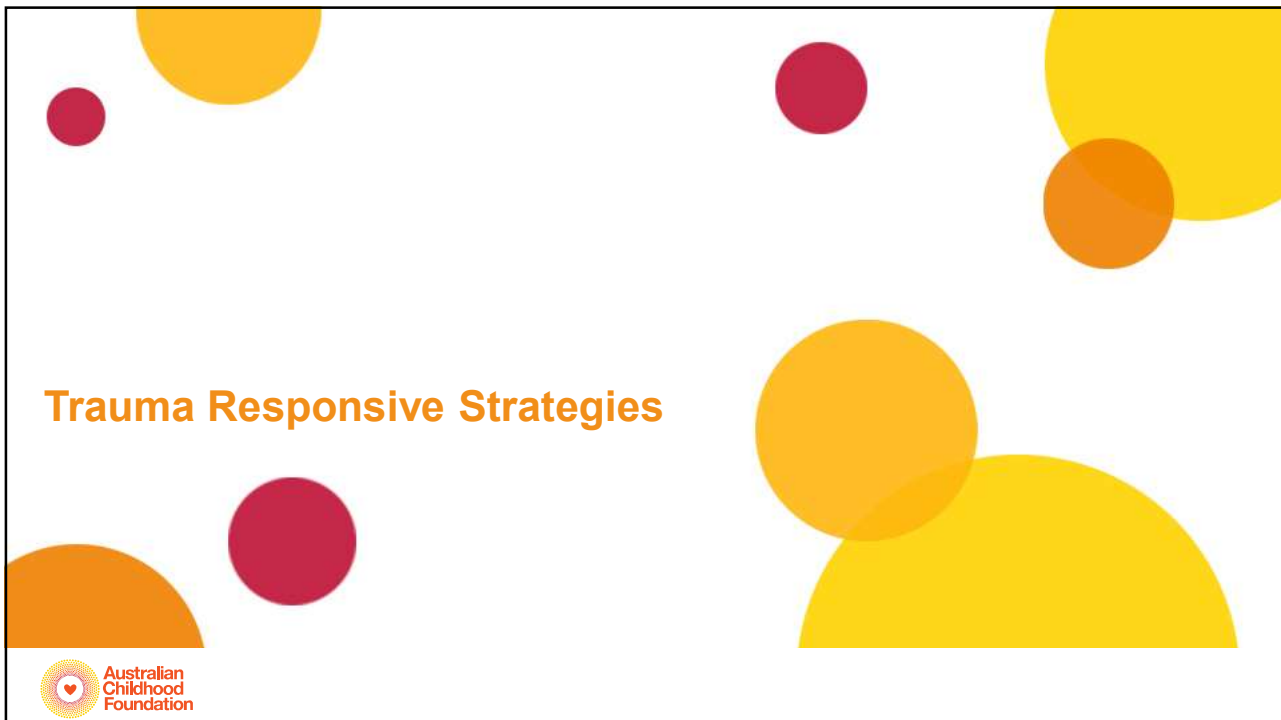 Trauma Responsive Strategies
Australian
Childhood
Foundation